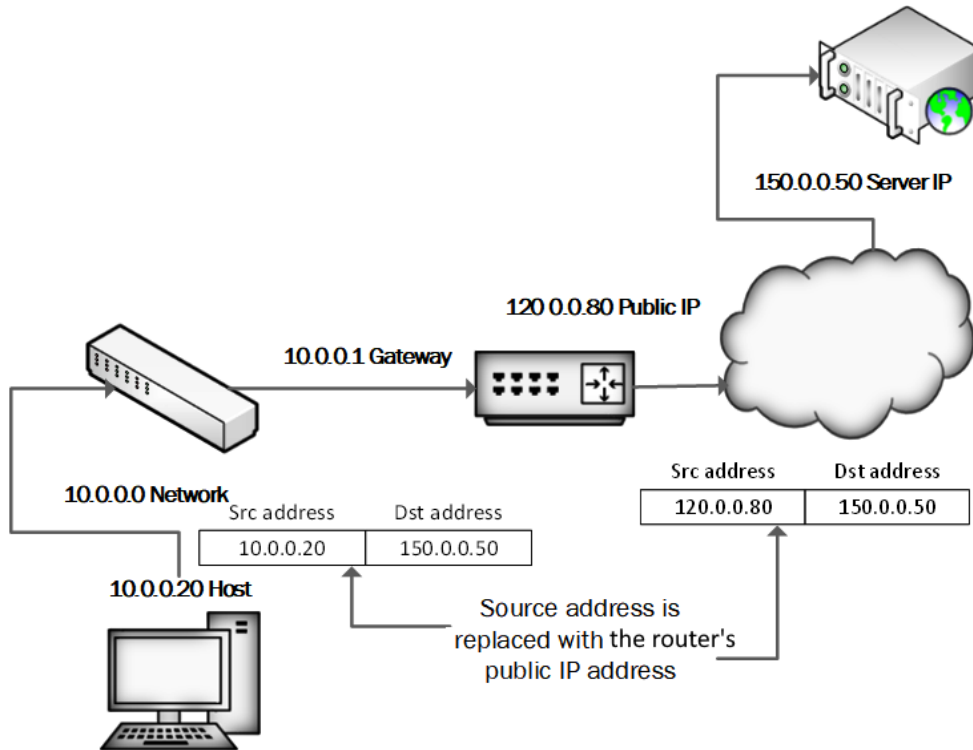 150.0.0.50 Server IP
120 0.0.80 Public IP
10.0.0.1 Gateway
10.0.0.0 Network
Src address Dst address
10.0.0.20 150.0.0.50
Src address Dst address
120.0.0.80 150.0.0.50
10.0.0.20 Host
Source address is
replaced with the router's
public IP address